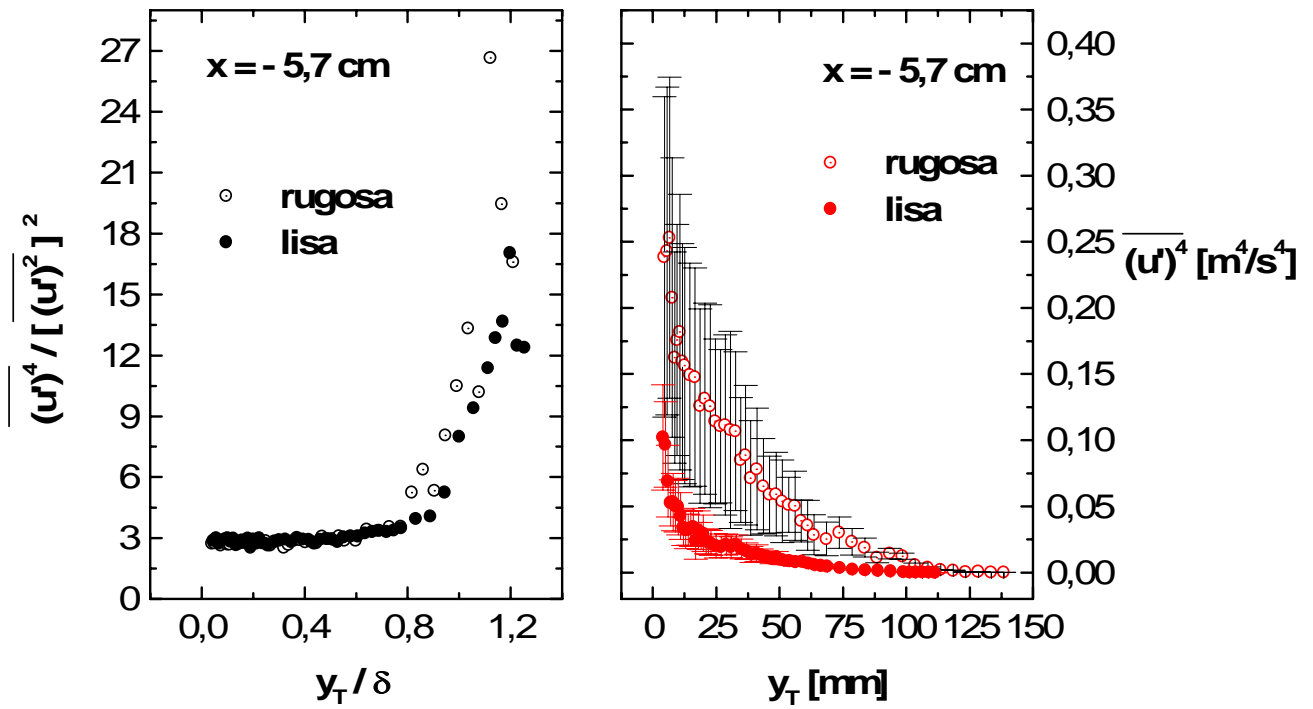 x = - 5,7 cm
rugosa
lisa
27
24
21
18
15
12
9
6
3
0
0,0 0,4 0,8 1,2
y_T / δ
(u')^4 / [ (u')^2 ]^2
x = - 5,7 cm
rugosa
lisa
0,40
0,35
0,30
0,25
0,20
0,15
0,10
0,05
0,00
(u')^4 [m^4/s^4]
0 25 50 75 100 125 150
y_T [mm]